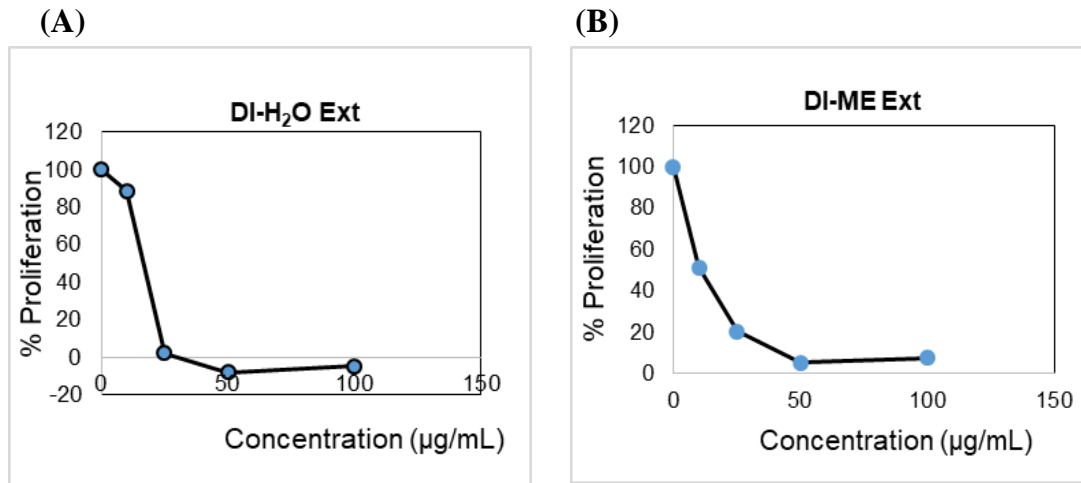 (A)
DI-H₂O Ext
120
100
80
60
40
20
0
-20
0 50 100 150
% Proliferation
Concentration (µg/mL)
(B)
DI-ME Ext
120
100
80
60
40
20
0
0 50 100 150
% Proliferation
Concentration (µg/mL)